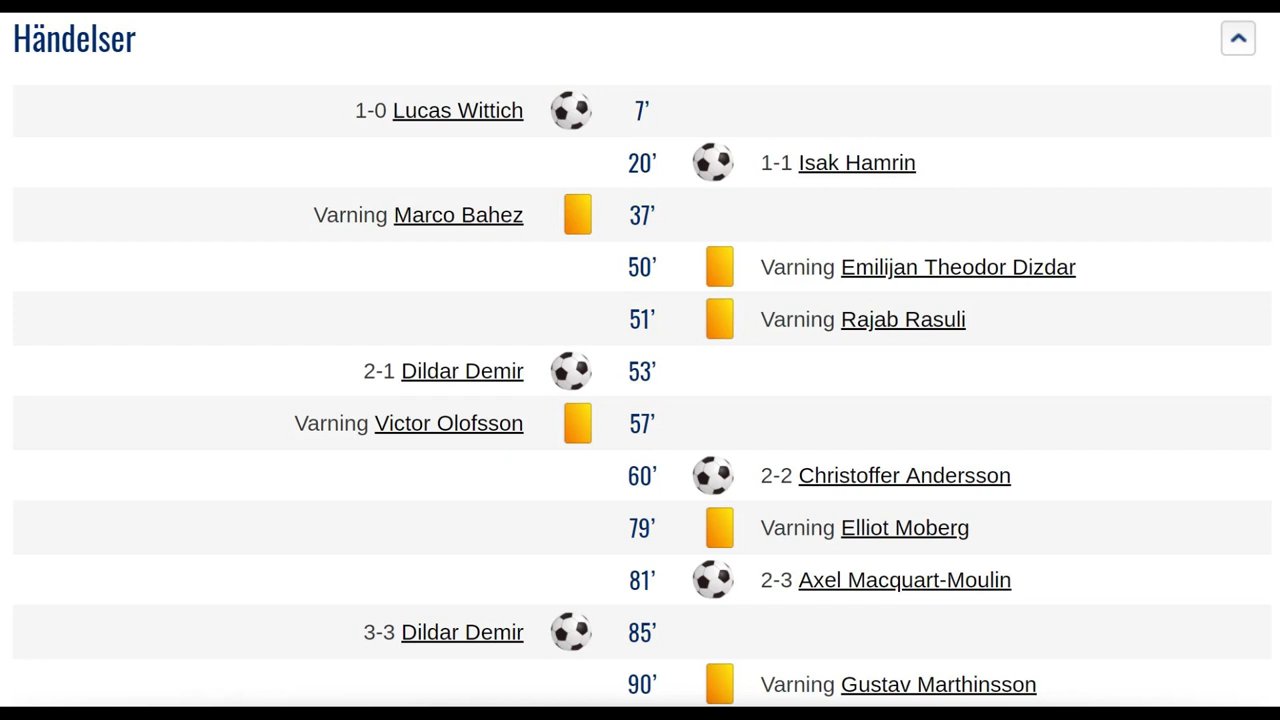 Händelser
1-0 Lucas Wittich 7’
20’ 1-1 Isak Hamrin
Varning Marco Bahez 37’
50’ Varning Emilijan Theodor Dizdar
51’ Varning Rajab Rasuli
2-1 Dildar Demir 53’
Varning Victor Olofsson 57’
60’ 2-2 Christoffer Andersson
79’ Varning Elliot Moberg
81’ 2-3 Axel Macquart-Moulin
3-3 Dildar Demir 85’
90’ Varning Gustav Marthinsson